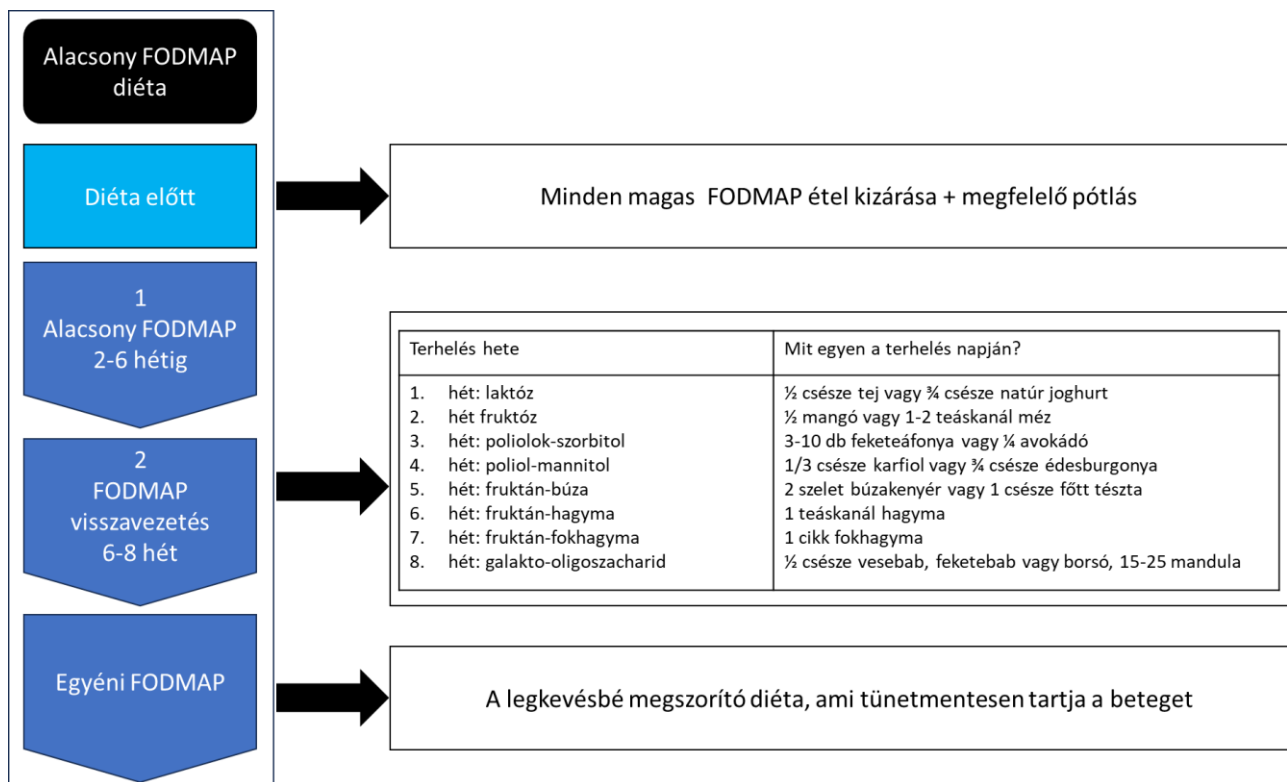 Alacsony FODMAP
diéta
Diéta előtt
Minden magas  FODMAP étel kizárása + megfelelő pótlás
1
Alacsony FODMAP
2-6 hétig
2
FODMAP
visszavezetés
6-8 hét
Terhelés hete
Mit egyen a terhelés napján?
1. hét: laktóz
½ csésze tej vagy ¾ csésze natúr joghurt
2. hét fruktóz
½ mangó vagy 1-2 teáskanál méz
3. hét: poliolok-szorbitol
3-10 db feketeáfonya vagy ¼ avokádó
4. hét: poliol-mannitol
1/3 csésze karfiol vagy ¾ csésze édesburgonya
5. hét: fruktán-búza
2 szelet búzakenyér vagy 1 csésze főtt tészta
6. hét: fruktán-hagyma
1 teáskanál hagyma
7. hét: fruktán-fokhagyma
1 cikk fokhagyma
8. hét: galakto-oligoszacharid
½ csésze vesebab, feketebab vagy borsó, 15-25 mandula
Egyéni FODMAP
A legkevésbé megszorító diéta, ami tünetmentesen tartja a beteget